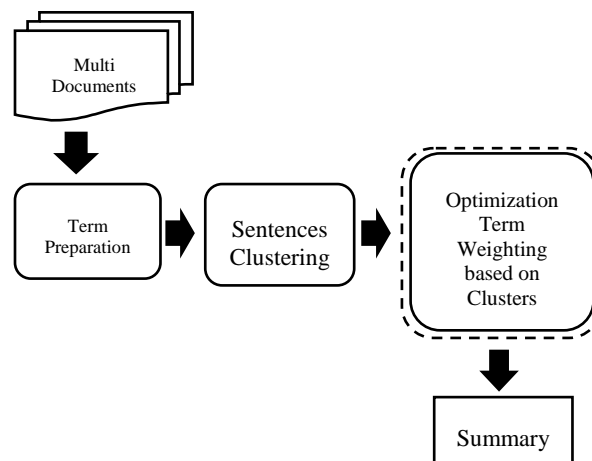 Multi
Documents
Term
Preparation
Sentences
Clustering
Optimization
Term
Weighting
based on
Clusters
Summary